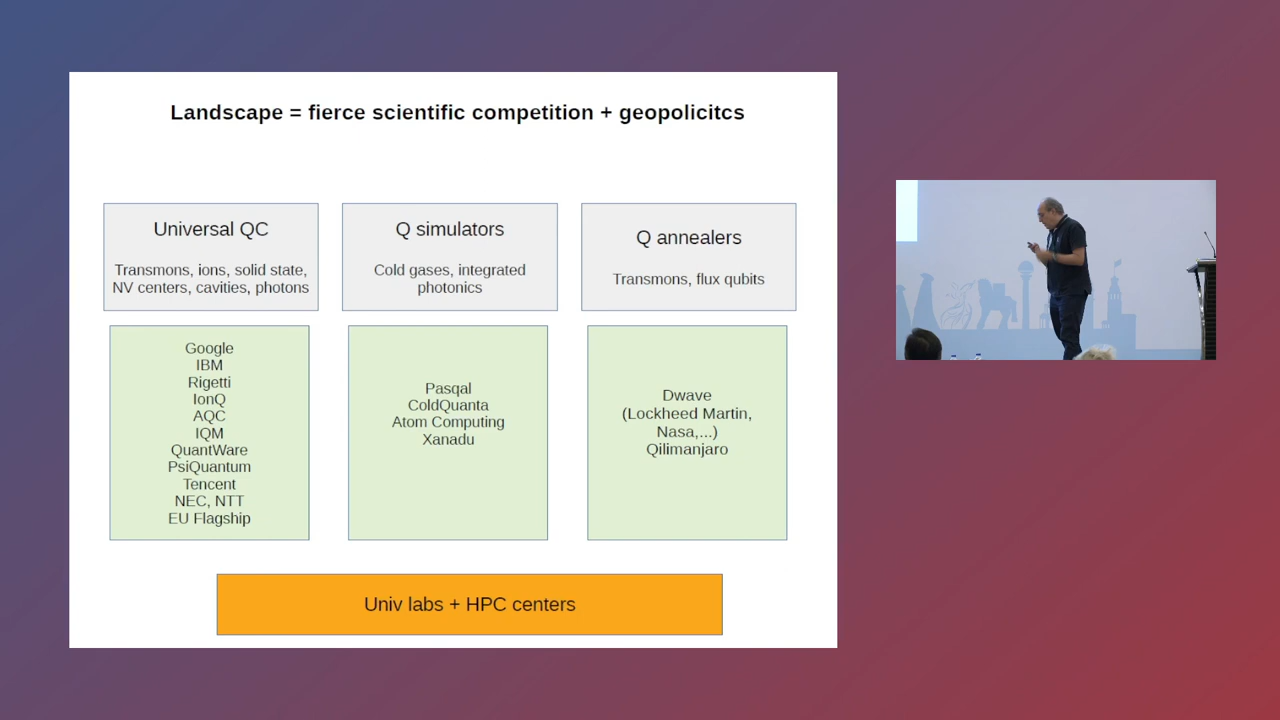 Landscape = fierce scientific competition + geopolicitcs
Universal QC
Transmons, ions, solid state,
NV centers, cavities, photons
Q simulators
Cold gases, integrated
photonics
Q annealers
Transmons, flux qubits
Google
IBM
Rigetti
IonQ
AQC
IQM
QuantWare
PsiQuantum
Tencent
NEC, NTT
EU Flagship
Pasqal
ColdQuanta
Atom Computing
Xanadu
Dwave
(Lockheed Martin,
Nasa,...)
Qilimanjaro
Univ labs + HPC centers